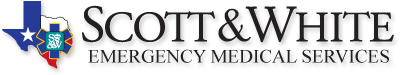 SCOTT & WHITE
EMERGENCY MEDICAL SERVICES